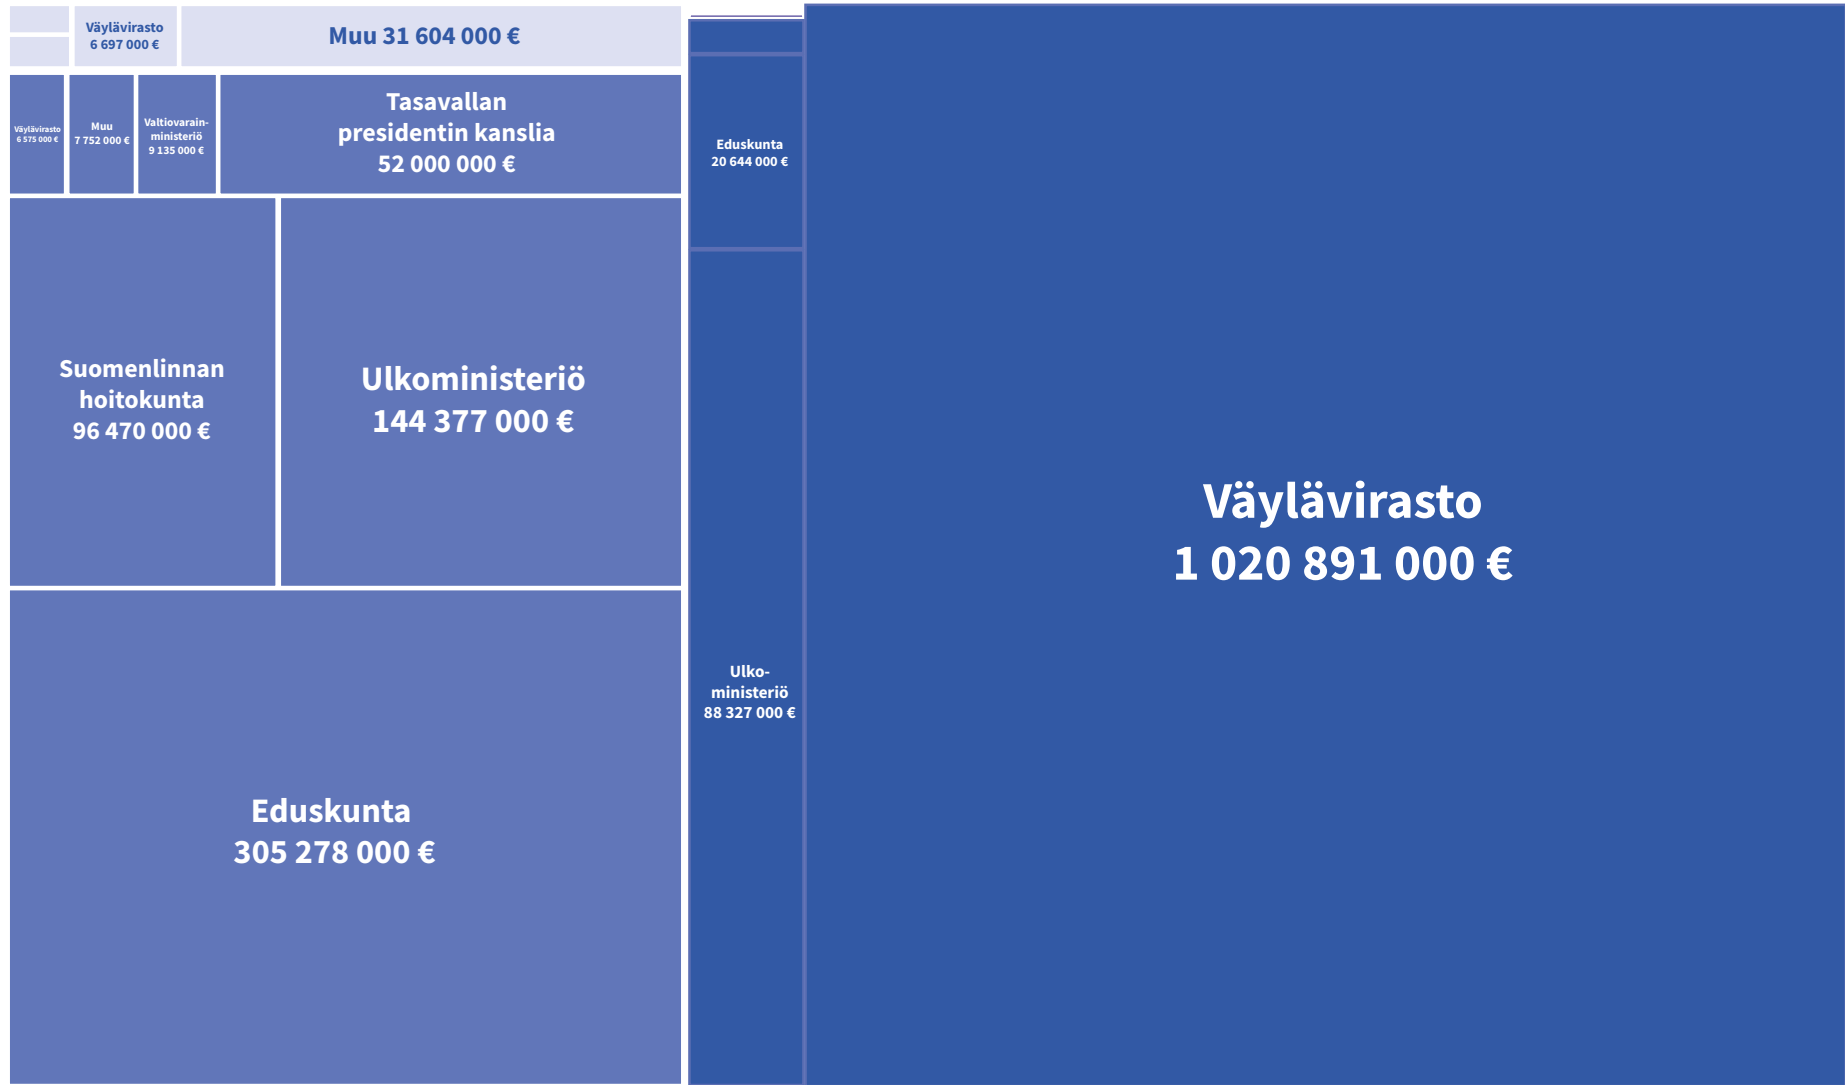 Väylävirasto
6 697 000 €
Muu 31 604 000 €
Väylävirasto
6 575 000 €
Muu
7 752 000 €
Valtiovarain-
ministeriö
9 135 000 €
Tasavallan
presidentin kanslia
52 000 000 €
Suomenlinnan
hoitokunta
96 470 000 €
Ulkoministeriö
144 377 000 €
Eduskunta
305 278 000 €
Eduskunta
20 644 000 €
Ulko-
ministeriö
88 327 000 €
Väylävirasto
1 020 891 000 €